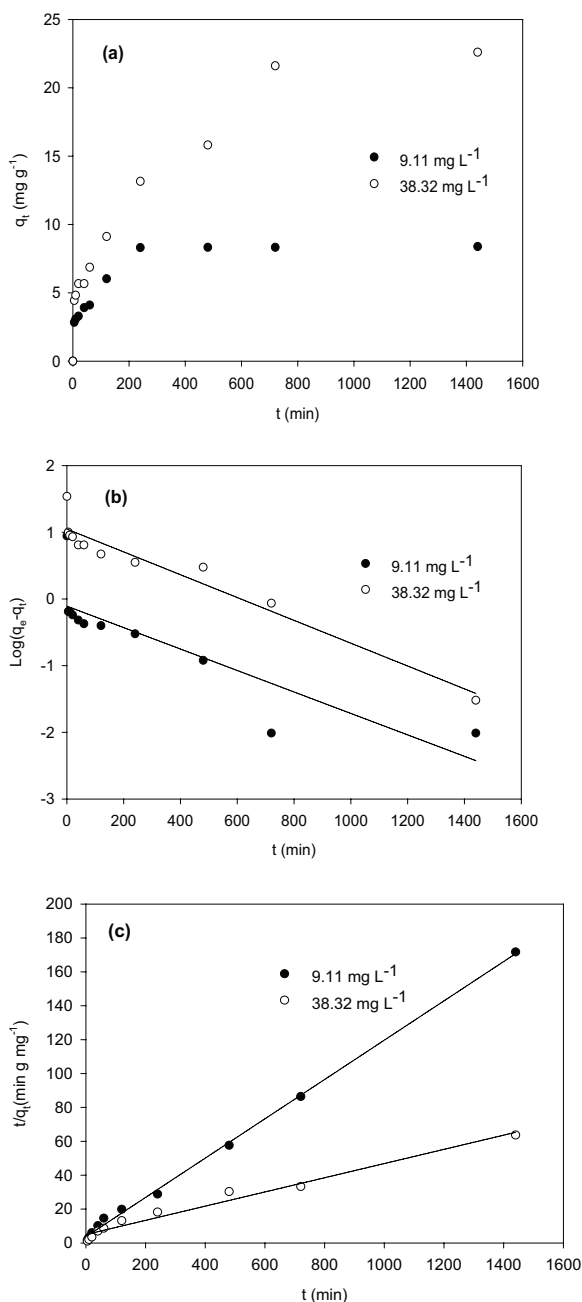 (a)
25
20
15
10
5
0
qt (mg g-1)
9.11 mg L-1
38.32 mg L-1
0 200 400 600 800 1000 1200 1400 1600
t (min)
(b)
2
1
0
-1
-2
-3
Log(qe-qt)
9.11 mg L-1
38.32 mg L-1
0 200 400 600 800 1000 1200 1400 1600
t (min)
(c)
200
180
160
140
120
100
80
60
40
20
0
t/qt(min g mg-1)
9.11 mg L-1
38.32 mg L-1
0 200 400 600 800 1000 1200 1400 1600
t (min)